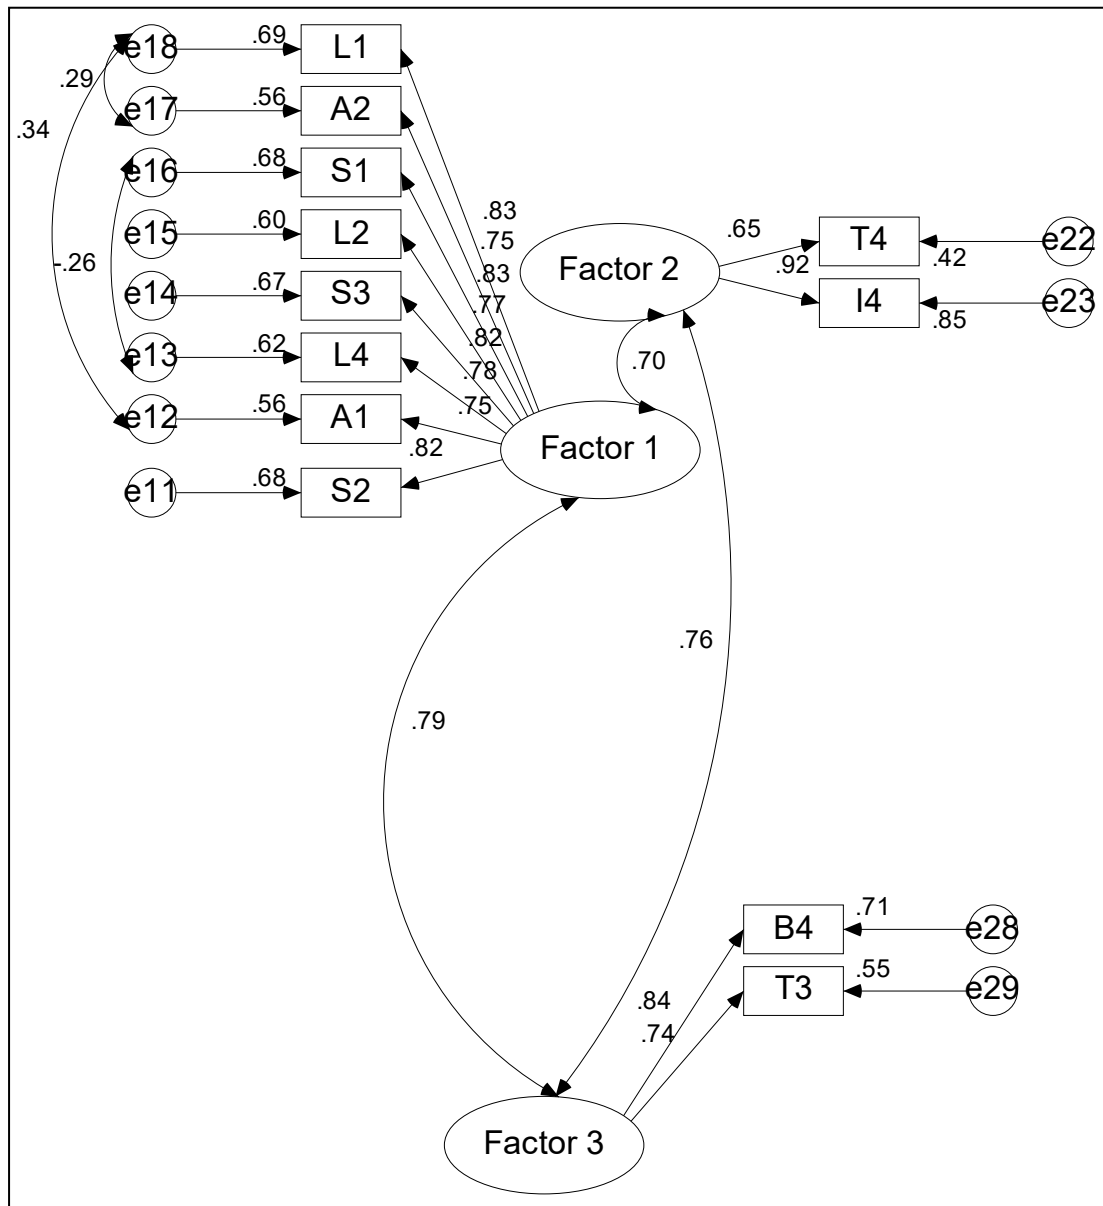 e18 .69 L1
.29
e17 .56 A2
.34
e16 .68 S1
e15 .60 L2
-.26
e14 .67 S3
e13 .62 L4
e12 .56 A1
e11 .68 S2
.83
.75
.83
.77
.82
.78
.75
.82
Factor 1
Factor 2
.65 T4 .42 e22
.92 I4 .85 e23
.70
.76
.79
B4 .71 e28
T3 .55 e29
.84
.74
Factor 3